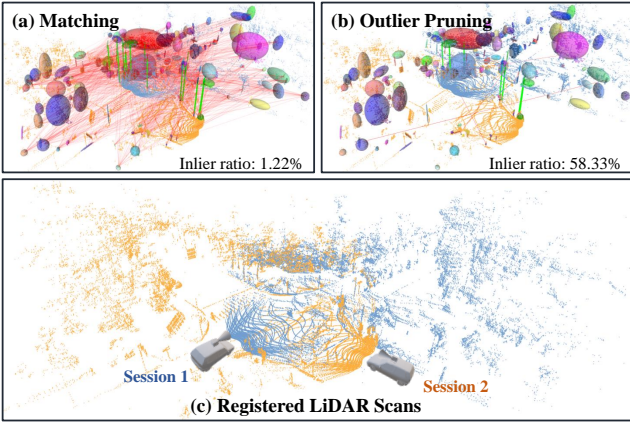 (a) Matching
Inlier ratio: 1.22%
(b) Outlier Pruning
Inlier ratio: 58.33%
Session 1
Session 2
(c) Registered LiDAR Scans